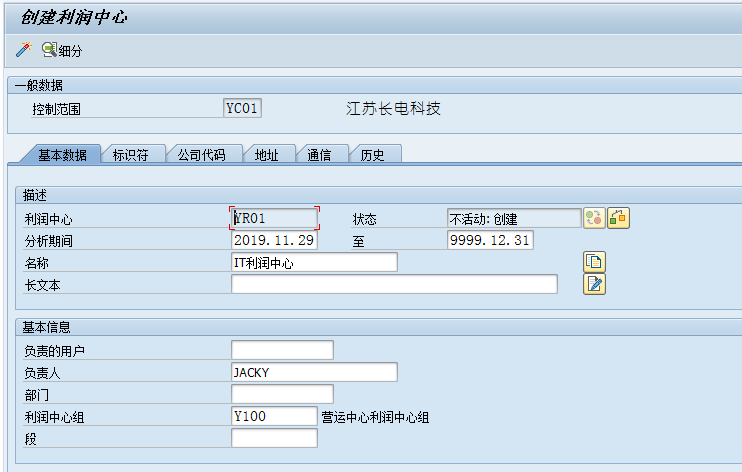 创建利润中心
细分
一般数据
控制范围 YC01 江苏长电科技
基本数据 标识符 公司代码 地址 通信 历史
描述
利润中心 YR01 状态 不活动:创建
分析期间 2019.11.29 至 9999.12.31
名称 IT利润中心
长文本
基本信息
负责的用户
负责人 JACKY
部门
利润中心组 Y100 营运中心利润中心组
段